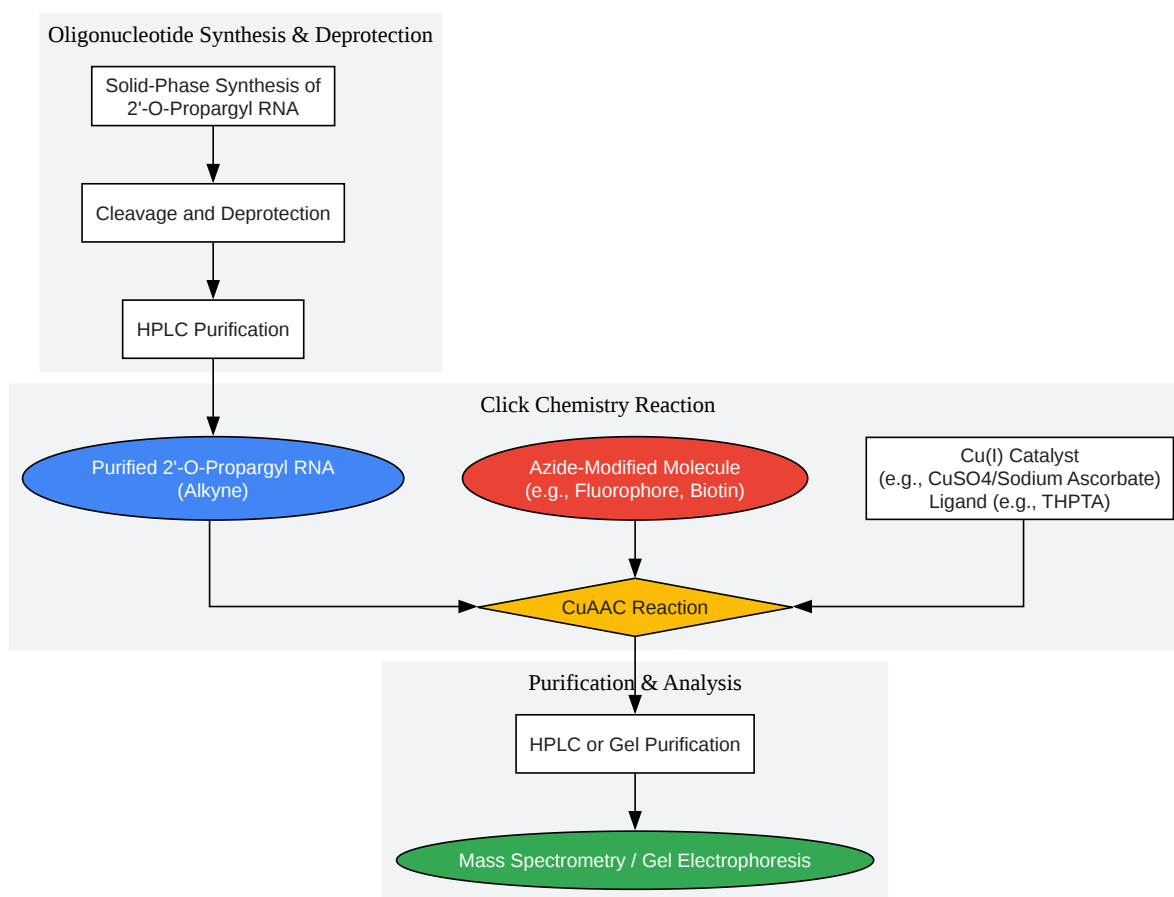 Oligonucleotide Synthesis & Deprotection
Solid-Phase Synthesis of
2'-O-Propargyl RNA
Cleavage and Deprotection
HPLC Purification
Click Chemistry Reaction
Purified 2'-O-Propargyl RNA
(Alkyne)
Azide-Modified Molecule
(e.g., Fluorophore, Biotin)
Cu(I) Catalyst
(e.g., CuSO4/Sodium Ascorbate)
Ligand (e.g., THPTA)
CuAAC Reaction
Purification & Analysis
HPLC or Gel Purification
Mass Spectrometry / Gel Electrophoresis